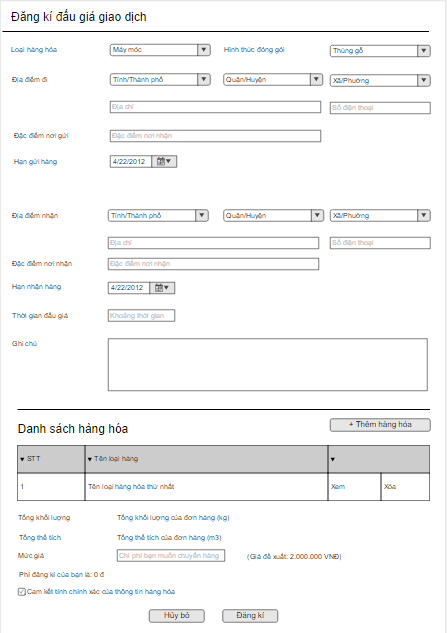 Đăng kí đấu giá giao dịch
Loại hàng hóa Máy móc Hình thức đóng gói Thùng gỗ
Địa điểm đi Tỉnh/Thành phố Quận/Huyện Xã/Phường
Địa chỉ Số điện thoại
Đặc điểm nơi gửi Đặc điểm nơi nhận
Hạn gửi hàng 4/22/2012
Địa điểm nhận Tỉnh/Thành phố Quận/Huyện Xã/Phường
Địa chỉ Số điện thoại
Đặc điểm nơi nhận Đặc điểm nơi nhận
Hạn nhận hàng 4/22/2012
Thời gian đấu giá Khoảng thời gian
Ghi chú
Danh sách hàng hóa + Thêm hàng hóa
STT Tên loại hàng
1 Tên loại hàng hóa thứ nhất Xem Xóa
Tổng khối lượng Tổng khối lượng của đơn hàng (kg)
Tổng thể tích Tổng thể tích của đơn hàng (m3)
Mức giá Chi phí bạn muốn chuyển hàng (Giá đề xuất: 2.000.000 VNĐ)
Phí đăng kí của bạn là: 0 đ
Cam kết tính chính xác của thông tin hàng hóa
Hủy bỏ Đăng kí